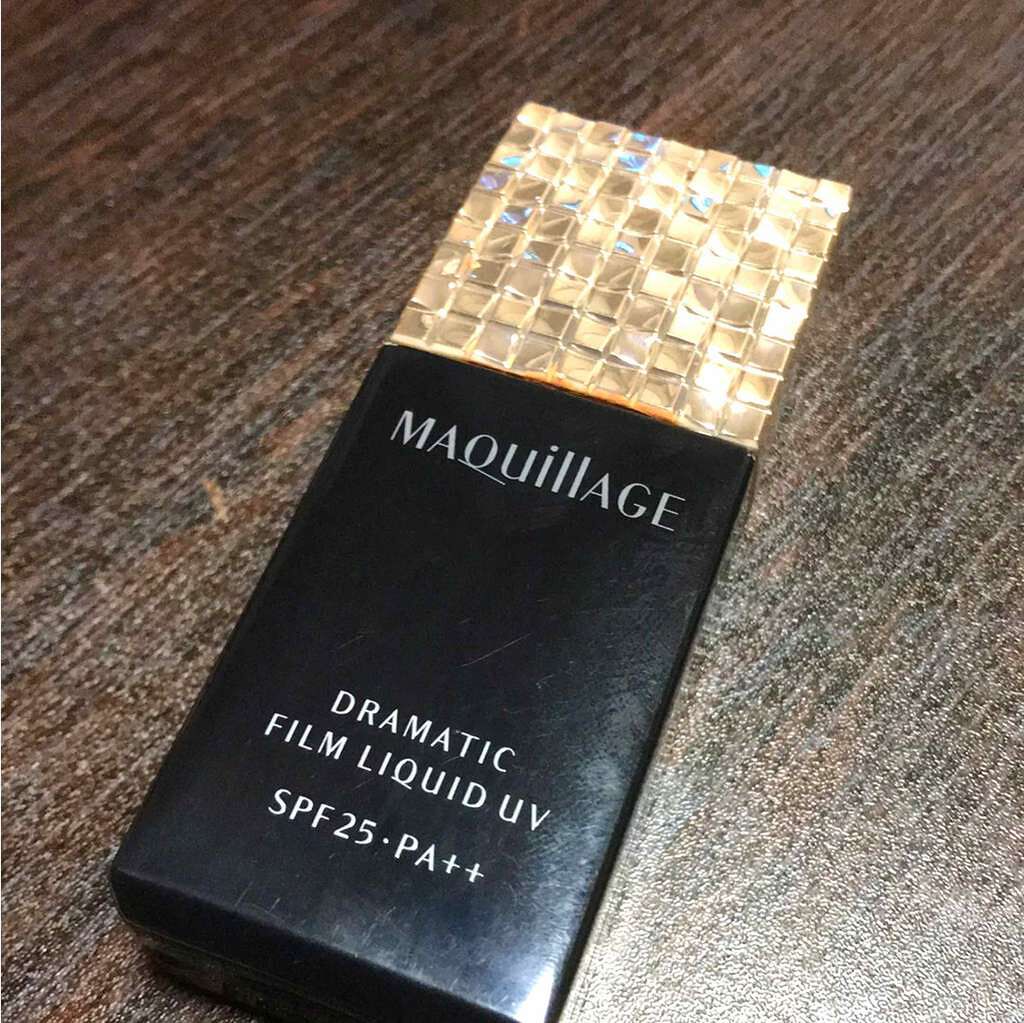 MAQuillAGE
DRAMATIC
FILM LIQUID UV
SPF25・PA++